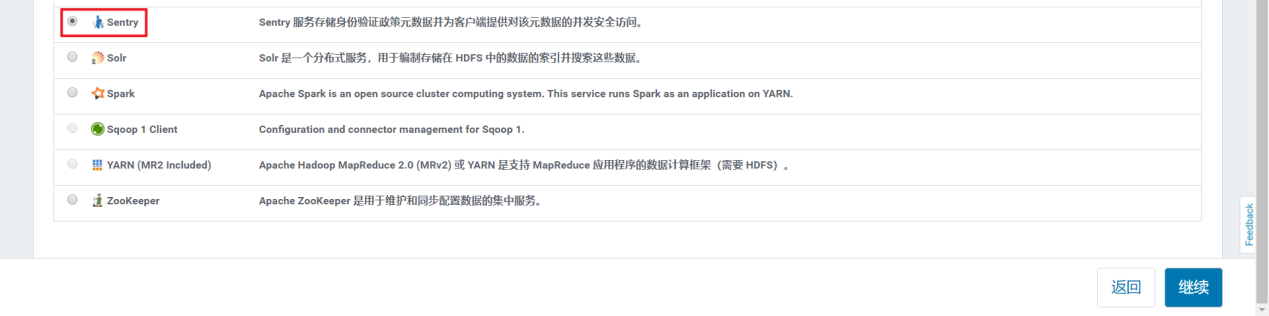 Sentry Sentry 服务存储身份验证政策元数据并为客户端提供对该元数据的并发安全访问。
Solr Solr 是一个分布式服务，用于编制存储在 HDFS 中的数据的索引并搜索这些数据。
Spark Apache Spark is an open source cluster computing system. This service runs Spark as an application on YARN.
Sqoop 1 Client Configuration and connector management for Sqoop 1.
YARN (MR2 Included) Apache Hadoop MapReduce 2.0 (MRv2) 或 YARN 是支持 MapReduce 应用程序的数据计算框架（需要 HDFS）。
ZooKeeper Apache ZooKeeper 是用于维护和同步配置数据的集中服务。
Feedback
返回 继续